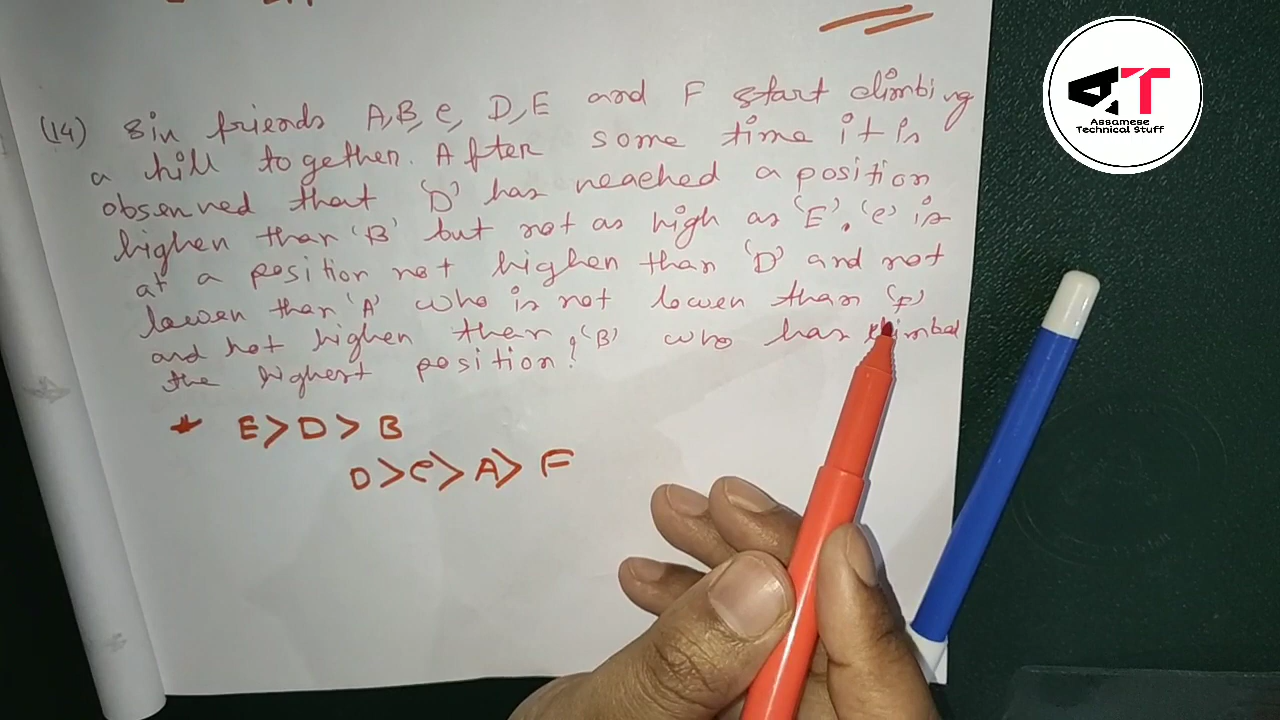 (14) Six friends A, B, C, D, E and F start climbing
a hill together. After some time it is
observed that 'D' has reached a position
higher than 'B' but not as high as 'E', 'C' is
at a position not higher than 'D' and not
lower than 'A' who is not lower than 'F'
and not higher than 'B' who has climbed
the highest position?
* E > D > B
D > C > A > F
AT
Assamese
Technical Stuff